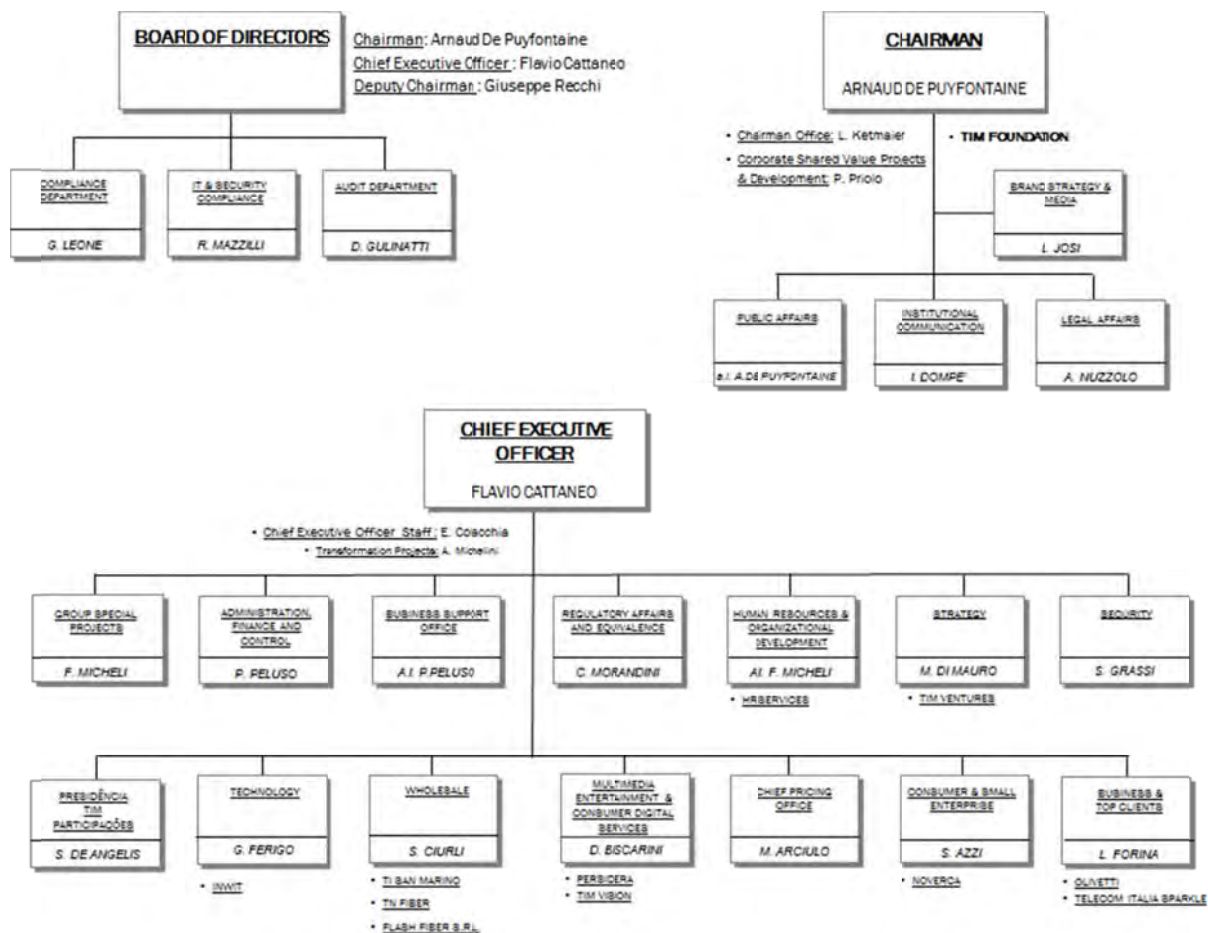 BOARD OF DIRECTORS
Chairman: Arnaud De Puyfontaine
Chief Executive Officer : Flavio Cattaneo
Deputy Chairman : Giuseppe Recchi
COMPLIANCE
DEPARTMENT
G. LEONE
IT & SECURITY
COMPLIANCE
R. MAZZILLI
AUDIT DEPARTMENT
D. GULINATTI
CHAIRMAN
ARNAUD DE PUYFONTAINE
• Chairman Office: L. Ketmaier
• Corporate Shared Value Projects
& Development: P. Priolo
• TIM FOUNDATION
BRAND STRATEGY &
MEDIA
L. JOSI
PUBLIC AFFAIRS
a.i. A.DE PUYFONTAINE
INSTITUTIONAL
COMMUNICATION
I. DOMPE'
LEGAL AFFAIRS
A. NUZZOLO
CHIEF EXECUTIVE
OFFICER
FLAVIO CATTANEO
• Chief Executive Officer Staff : E. Colacchia
• Transformation Projects: A. Michelini
GROUP SPECIAL
PROJECTS
F. MICHELI
ADMINISTRATION,
FINANCE AND
CONTROL
P. PELUSO
BUSINESS SUPPORT
OFFICE
A.I. P.PELUSO
REGULATORY AFFAIRS
AND EQUIVALENCE
C. MORANDINI
HUMAN RESOURCES &
ORGANIZATIONAL
DEVELOPMENT
AI. F. MICHELI
• HRSERVICES
STRATEGY
M. DI MAURO
• TIM VENTURES
SECURITY
S. GRASSI
PRESIDÊNCIA
TIM
PARTICIPAÇÕES
S. DE ANGELIS
TECHNOLOGY
G. FERIGO
• INWIT
WHOLESALE
S. CIURLI
• TI SAN MARINO
• TN FIBER
• FLASH FIBER S.R.L.
MULTIMEDIA
ENTERTAINMENT &
CONSUMER DIGITAL
SERVICES
D. BISCARINI
• PERSIDERA
• TIM VISION
CHIEF PRICING
OFFICE
M. ARCIULO
CONSUMER & SMALL
ENTERPRISE
S. AZZI
• NOVERCA
BUSINESS &
TOP CLIENTS
L. FORINA
• OLIVETTI
• TELECOM ITALIA SPARKLE